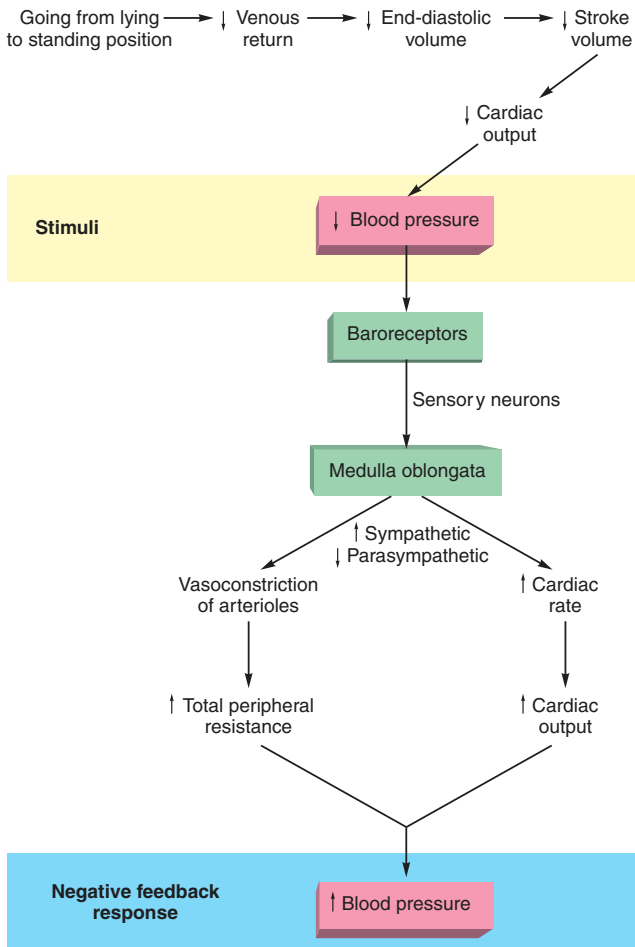 Going from lying
to standing position
↓ Venous
return
↓ End-diastolic
volume
↓ Stroke
volume
↓ Cardiac
output
Stimuli
↓ Blood pressure
Baroreceptors
Sensory neurons
Medulla oblongata
↑ Sympathetic
↓ Parasympathetic
Vasoconstriction
of arterioles
↑ Cardiac
rate
↑ Total peripheral
resistance
↑ Cardiac
output
Negative feedback
response
↑ Blood pressure